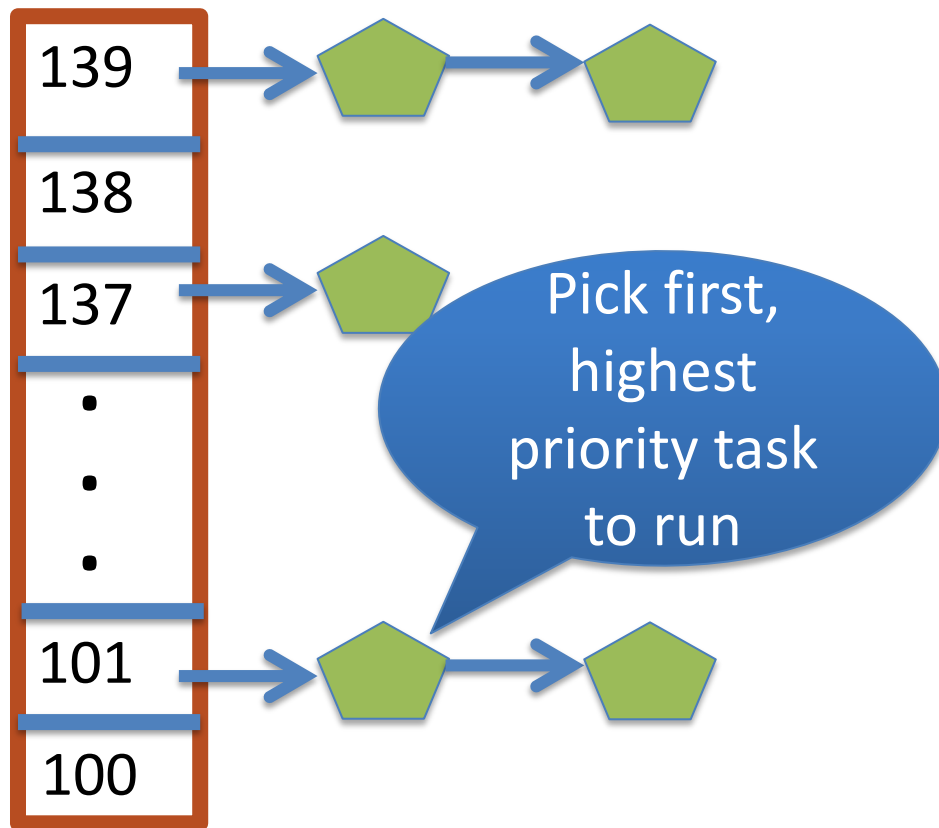 139
138
137
.
.
.
101
100
Pick first,
highest
priority task
to run